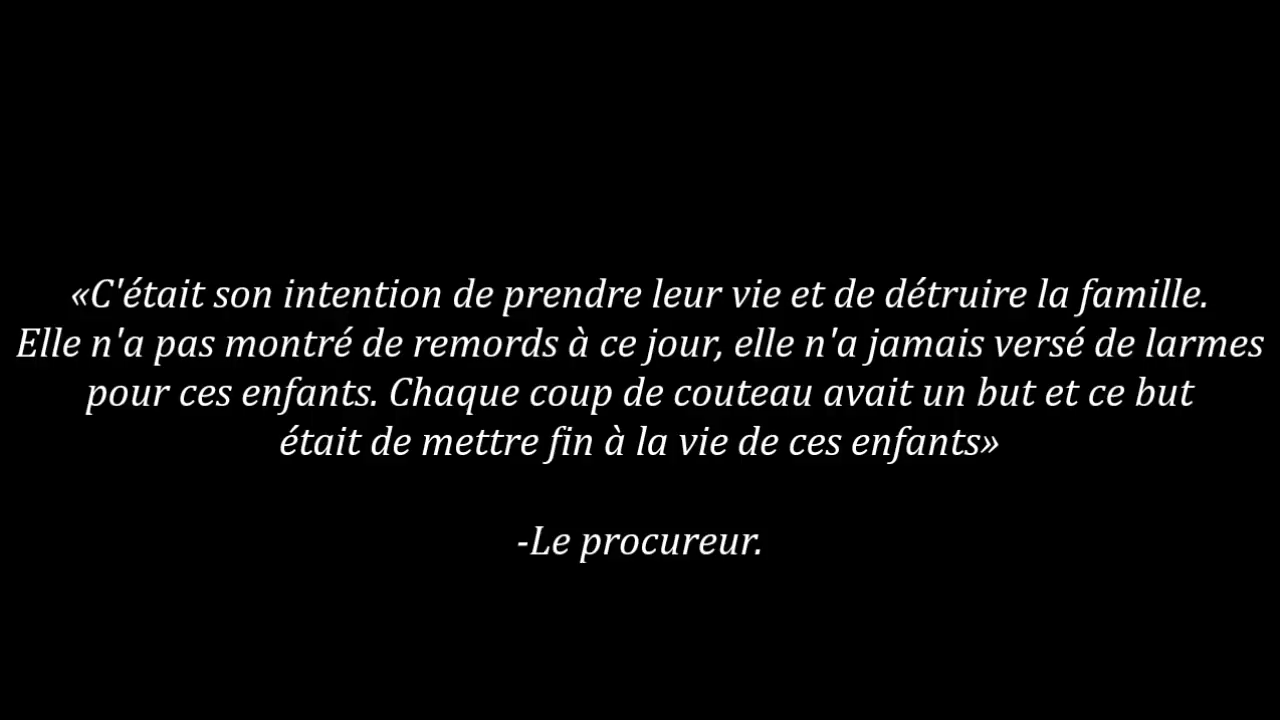 «C'était son intention de prendre leur vie et de détruire la famille.
Elle n'a pas montré de remords à ce jour, elle n'a jamais versé de larmes
pour ces enfants. Chaque coup de couteau avait un but et ce but
était de mettre fin à la vie de ces enfants»
-Le procureur.